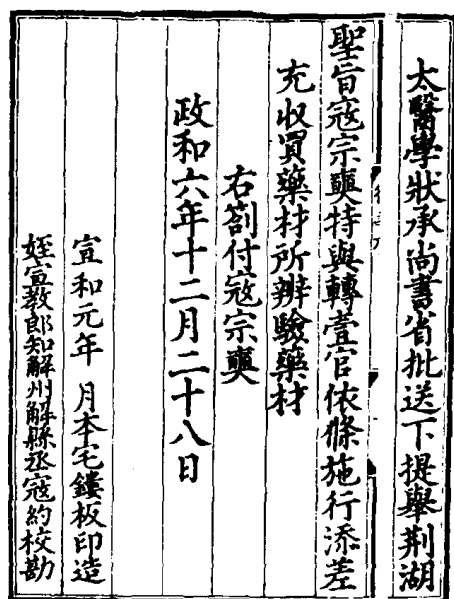 太醫學狀承尚書省批送下提舉荆湖
聖旨寇宗奭特與轉壹官依條施行添差
充收買藥材所辨驗藥材
右劄付寇宗奭
政和六年十二月二十八日
宣和元年 月本宅鏤板印造
姪宣教郎知解州解縣丞寇約校勘